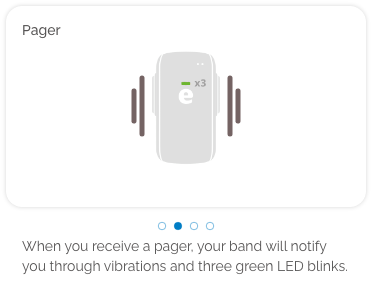 Pager
x3
e
When you receive a pager, your band will notify
you through vibrations and three green LED blinks.